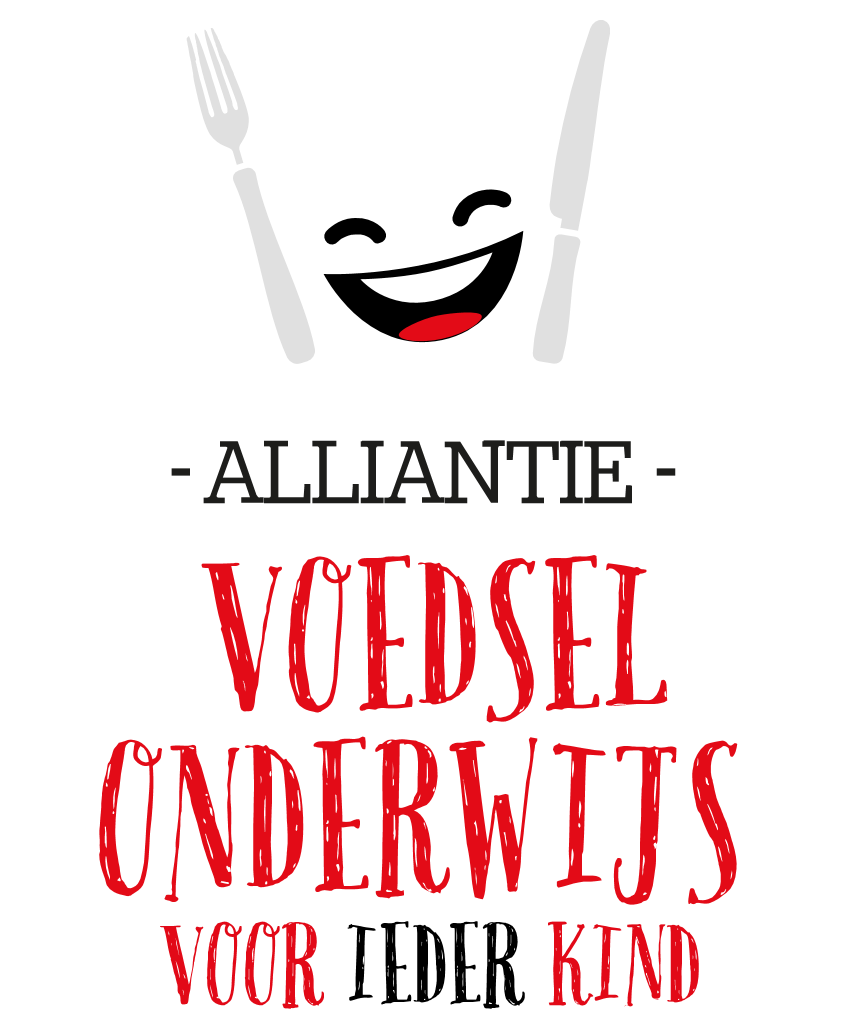 - ALLIANTIE -
VOEDSEL
ONDERWIJS
VOOR IEDER KIND